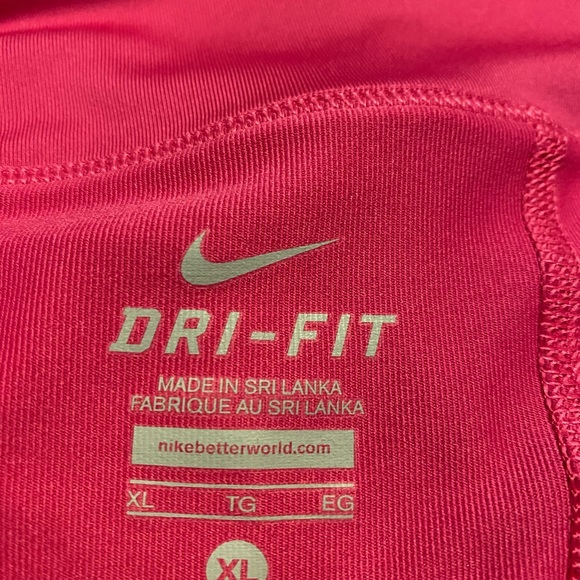 DRI-FIT
MADE IN SRI LANKA
FABRIQUE AU SRI LANKA
nikebetterworld.com
XL TG EG
XL